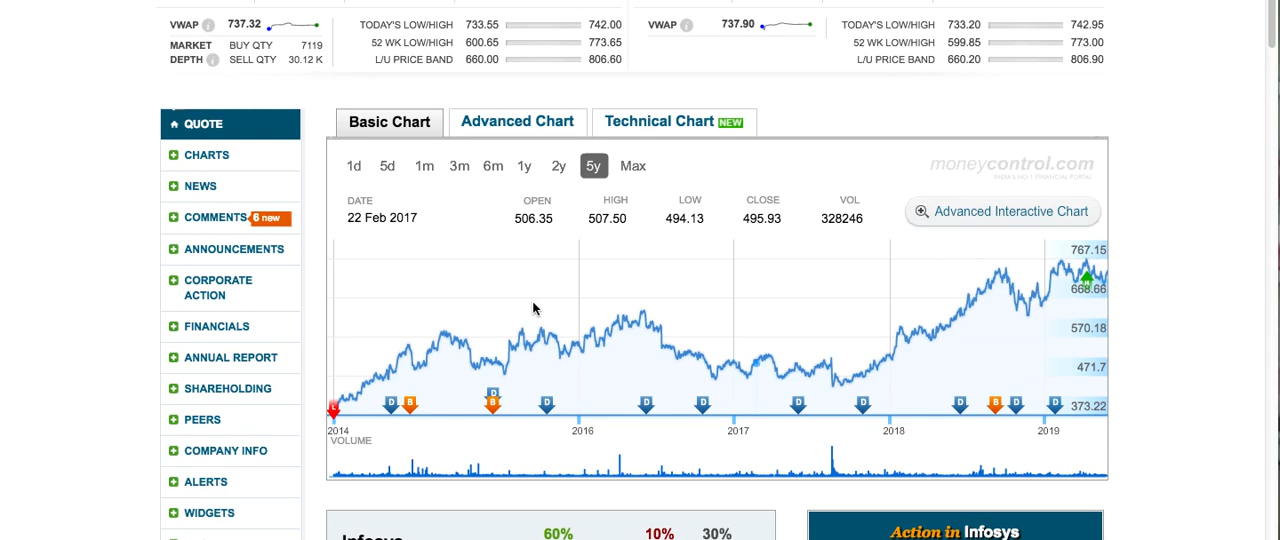 VWAP 737.32 TODAY'S LOW/HIGH 733.55 742.00 VWAP 737.90 TODAY'S LOW/HIGH 733.20 742.95
MARKET BUY QTY 7119 52 WK LOW/HIGH 600.65 773.65 52 WK LOW/HIGH 599.85 773.00
DEPTH SELL QTY 30.12 K L/U PRICE BAND 660.00 806.60 L/U PRICE BAND 660.20 806.90
QUOTE
CHARTS
NEWS
COMMENTS 6 new
ANNOUNCEMENTS
CORPORATE
ACTION
FINANCIALS
ANNUAL REPORT
SHAREHOLDING
PEERS
COMPANY INFO
ALERTS
WIDGETS
Basic Chart Advanced Chart Technical Chart NEW
1d 5d 1m 3m 6m 1y 2y 5y Max
moneycontrol.com
INDIA'S NO.1 FINANCIAL PORTAL
DATE OPEN HIGH LOW CLOSE VOL
22 Feb 2017 506.35 507.50 494.13 495.93 328246
Advanced Interactive Chart
767.15
H
668.66
570.18
471.7
D
L D B B D D D D D D B D D 373.22
2014 2016 2017 2018 2019
VOLUME
Infosys 60% 10% 30%
Action in Infosys